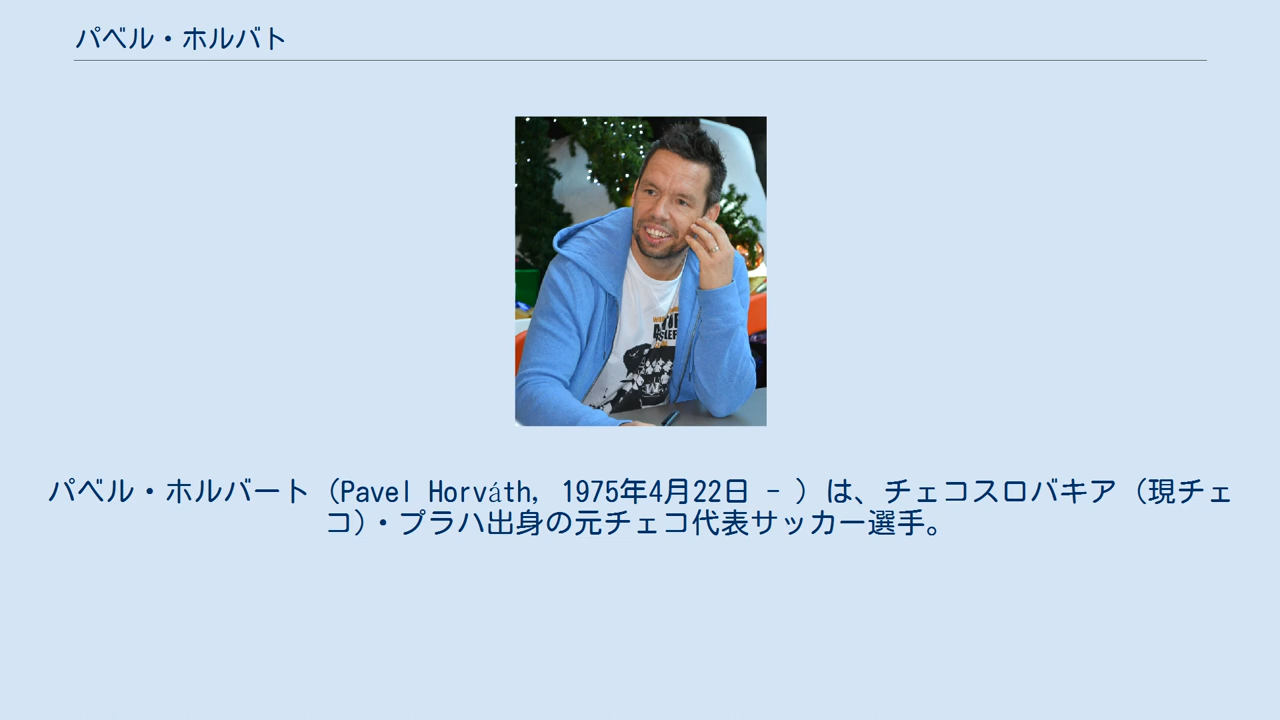 パベル・ホルバト
パベル・ホルバート（Pavel Horváth, 1975年4月22日 - ）は、チェコスロバキア（現チェ
コ）・プラハ出身の元チェコ代表サッカー選手。